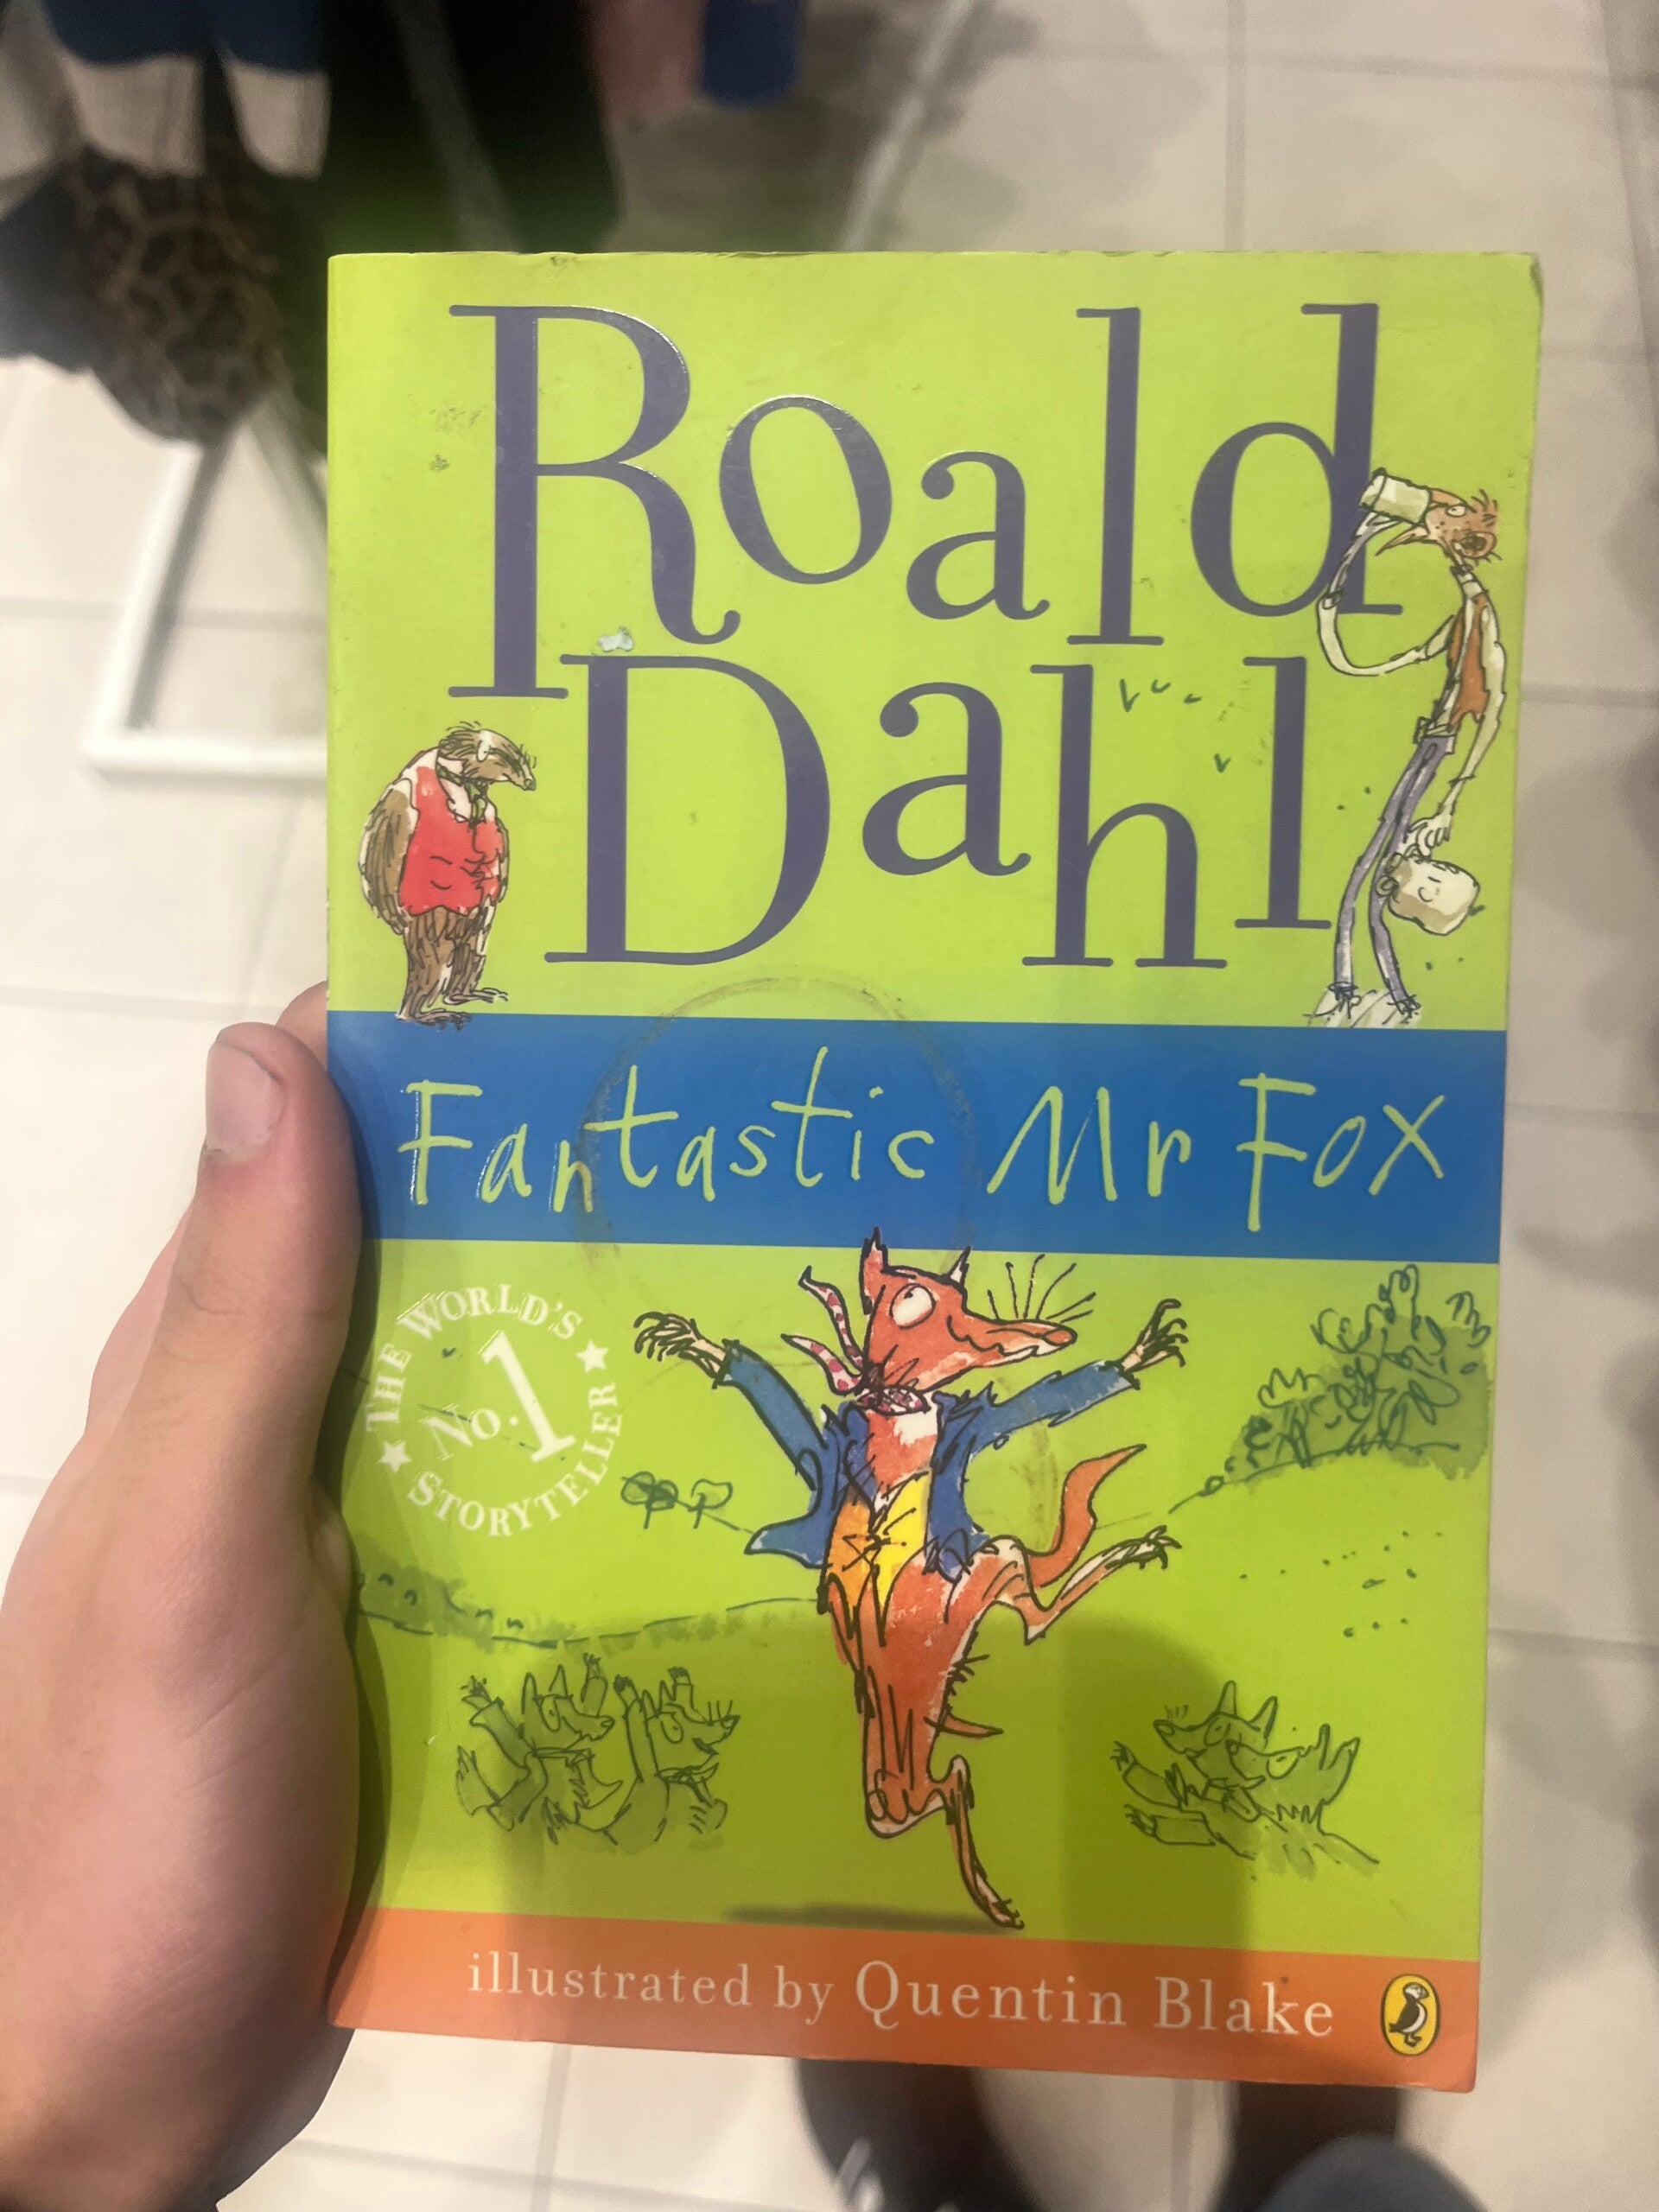 Roald
Dahl
Fantastic Mr Fox
THE WORLD'S
No. 1
STORYTELLER
illustrated by Quentin Blake